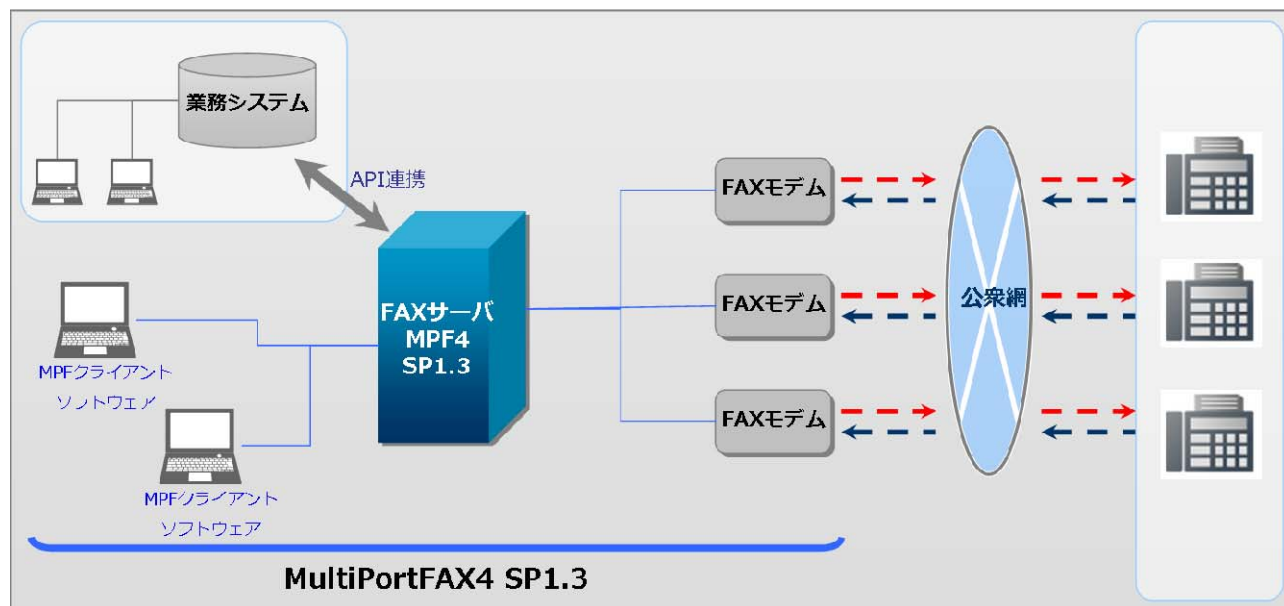 業務システム
API連携
FAXサーバ
MPF4
SP1.3
MPFクライアント
ソフトウェア
MPFクライアント
ソフトウェア
FAXモデム
FAXモデム
FAXモデム
公衆網
MultiPortFAX4 SP1.3